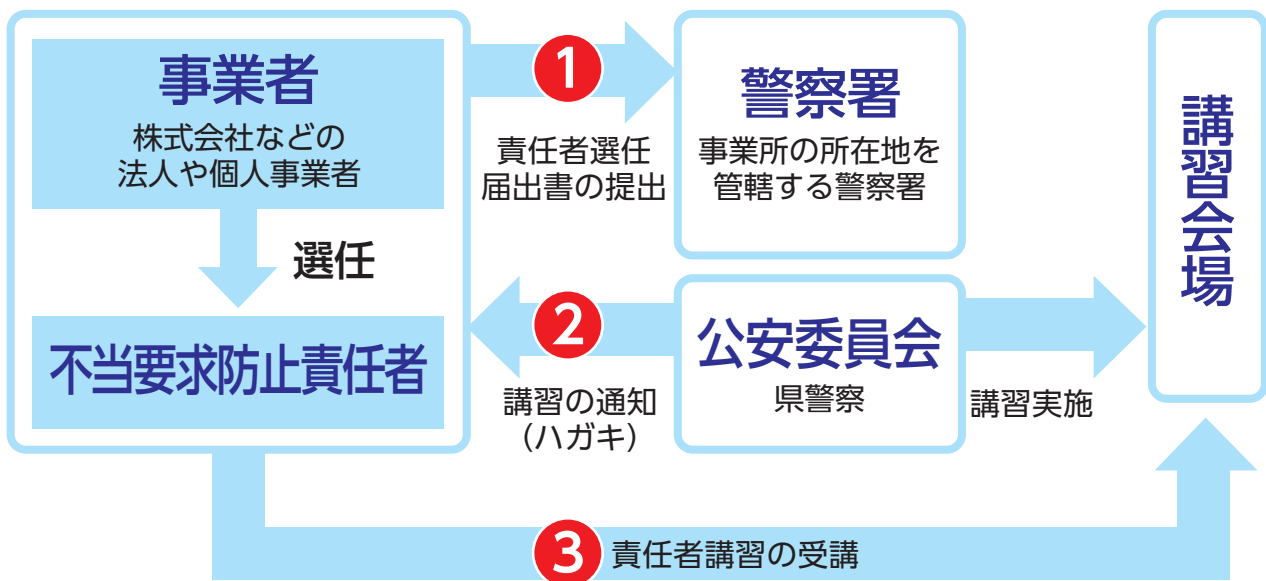 事業者
株式会社などの
法人や個人事業者
選任
不当要求防止責任者
1
責任者選任
届出書の提出
警察署
事業所の所在地を
管轄する警察署
2
講習の通知
（ハガキ）
公安委員会
県警察
講習実施
講習会場
3
責任者講習の受講